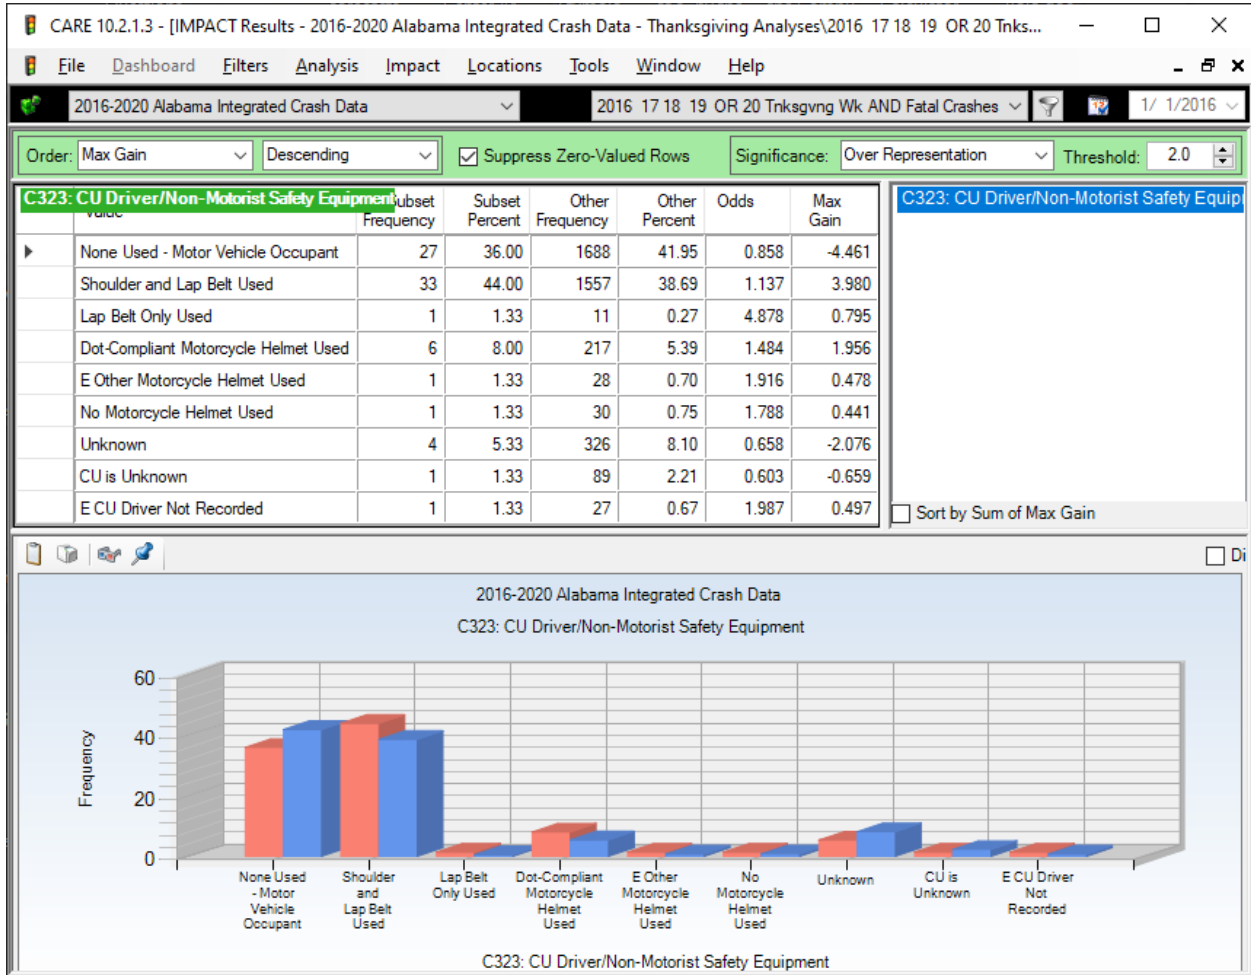 CARE 10.2.1.3 - [IMPACT Results - 2016-2020 Alabama Integrated Crash Data - Thanksgiving Analyses\2016 17 18 19 OR 20 Tnks...
File Dashboard Filters Analysis Impact Locations Tools Window Help
2016-2020 Alabama Integrated Crash Data 2016 17 18 19 OR 20 Tnksgvng Wk AND Fatal Crashes 1/ 1/2016
Order: Max Gain Descending Suppress Zero-Valued Rows Significance: Over Representation Threshold: 2.0
C323: CU Driver/Non-Motorist Safety Equipment Subset Frequency Subset Percent Other Frequency Other Percent Odds Max Gain
C323: CU Driver/Non-Motorist Safety Equip
None Used - Motor Vehicle Occupant 27 36.00 1688 41.95 0.858 -4.461
Shoulder and Lap Belt Used 33 44.00 1557 38.69 1.137 3.980
Lap Belt Only Used 1 1.33 11 0.27 4.878 0.795
Dot-Compliant Motorcycle Helmet Used 6 8.00 217 5.39 1.484 1.956
E Other Motorcycle Helmet Used 1 1.33 28 0.70 1.916 0.478
No Motorcycle Helmet Used 1 1.33 30 0.75 1.788 0.441
Unknown 4 5.33 326 8.10 0.658 -2.076
CU is Unknown 1 1.33 89 2.21 0.603 -0.659
E CU Driver Not Recorded 1 1.33 27 0.67 1.987 0.497
Sort by Sum of Max Gain
Di
2016-2020 Alabama Integrated Crash Data
C323: CU Driver/Non-Motorist Safety Equipment
Frequency
60
40
20
0
None Used - Motor Vehicle Occupant
Shoulder and Lap Belt Used
Lap Belt Only Used
Dot-Compliant Motorcycle Helmet Used
E Other Motorcycle Helmet Used
No Motorcycle Helmet Used
Unknown
CU is Unknown
E CU Driver Not Recorded
C323: CU Driver/Non-Motorist Safety Equipment